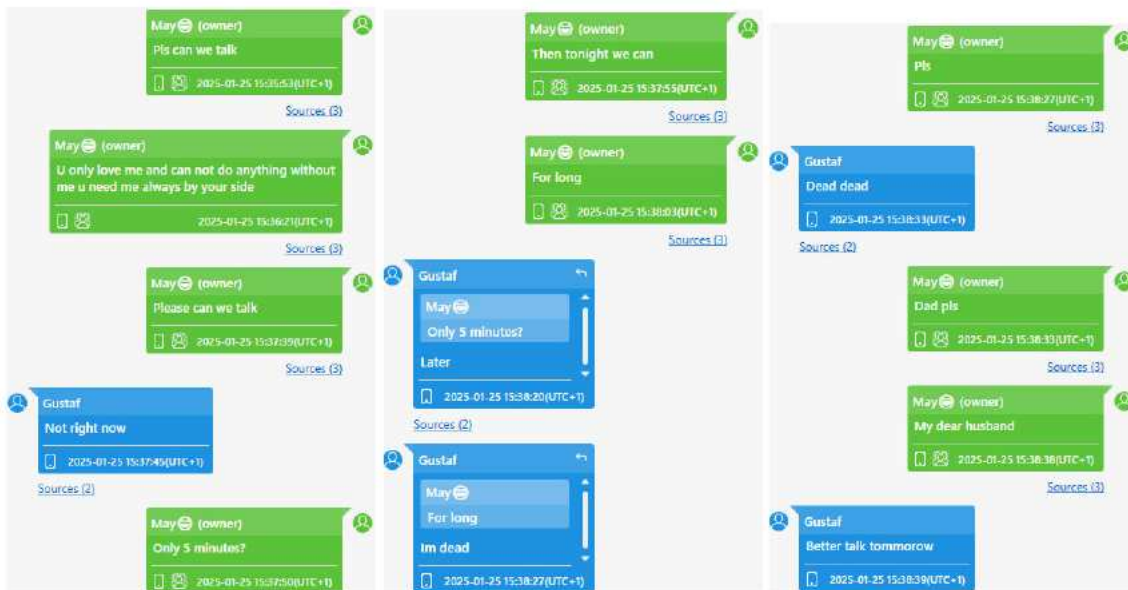 May😁 (owner)
Pls can we talk
2025-01-25 15:35:53(UTC+1)
Sources (3)
May😁 (owner)
U only love me and can not do anything without
me u need me always by your side
2025-01-25 15:36:21(UTC+1)
Sources (3)
May😁 (owner)
Please can we talk
2025-01-25 15:37:39(UTC+1)
Sources (3)
Gustaf
Not right now
2025-01-25 15:37:45(UTC+1)
Sources (2)
May😁 (owner)
Only 5 minutes?
2025-01-25 15:37:50(UTC+1)
May😁 (owner)
Then tonight we can
2025-01-25 15:37:55(UTC+1)
Sources (3)
May😁 (owner)
For long
2025-01-25 15:38:03(UTC+1)
Sources (3)
Gustaf
May😁
Only 5 minutes?
Later
2025-01-25 15:38:20(UTC+1)
Sources (2)
Gustaf
May😁
For long
Im dead
2025-01-25 15:38:27(UTC+1)
May😁 (owner)
Pls
2025-01-25 15:38:27(UTC+1)
Sources (3)
Gustaf
Dead dead
2025-01-25 15:38:33(UTC+1)
Sources (2)
May😁 (owner)
Dad pls
2025-01-25 15:38:33(UTC+1)
Sources (3)
May😁 (owner)
My dear husband
2025-01-25 15:38:38(UTC+1)
Sources (3)
Gustaf
Better talk tommorow
2025-01-25 15:38:39(UTC+1)